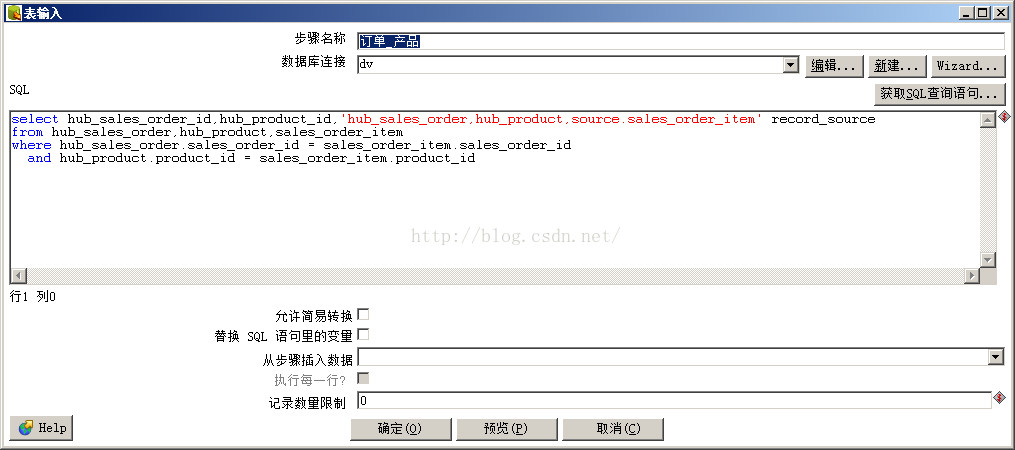 表输入
步骤名称 订单_产品
数据库连接 dv 编辑... 新建... Wizard...
SQL 获取SQL查询语句...
select hub_sales_order_id,hub_product_id,'hub_sales_order,hub_product,source.sales_order_item' record_source
from hub_sales_order,hub_product,sales_order_item
where hub_sales_order.sales_order_id = sales_order_item.sales_order_id
and hub_product.product_id = sales_order_item.product_id
http://blog.csdn.net/
行1 列0
允许简易转换
替换 SQL 语句里的变量
从步骤插入数据
执行每一行?
记录数量限制 0
Help 确定(O) 预览(P) 取消(C)